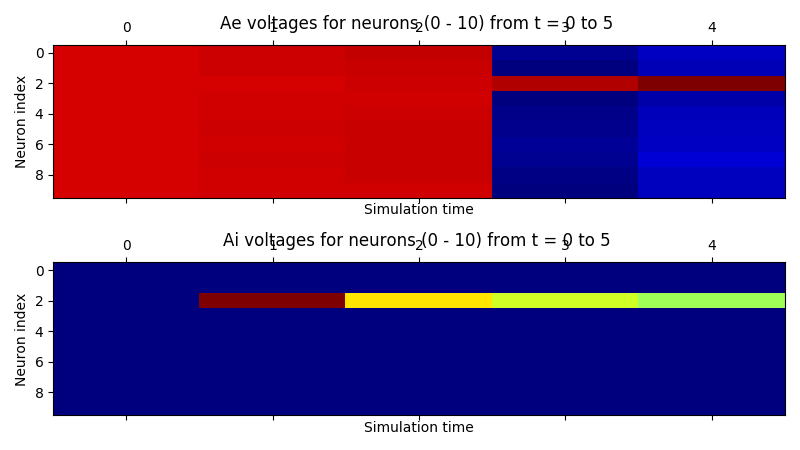 Ae voltages for neurons (0 - 10) from t = 0 to 5
0 1 2 3 4
0
2
4
6
8
Neuron index
Simulation time
Ai voltages for neurons (0 - 10) from t = 0 to 5
0 1 2 3 4
0
2
4
6
8
Neuron index
Simulation time